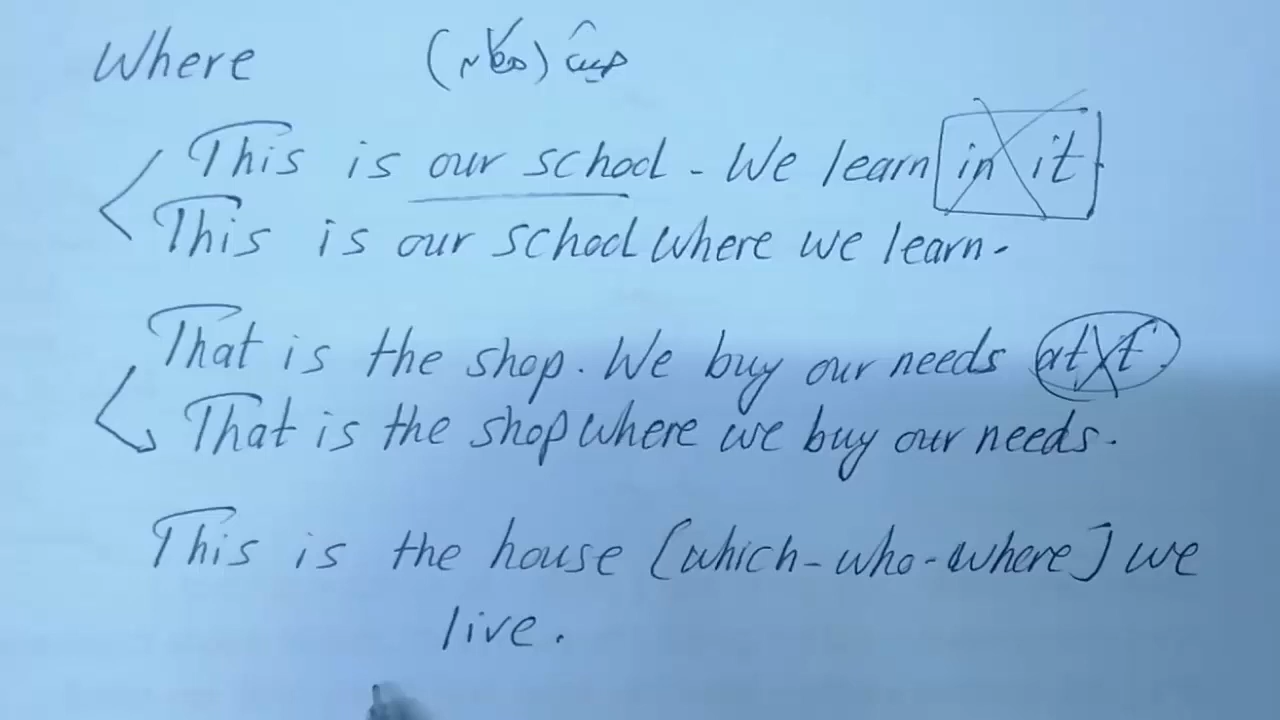 Where (مكان) حيث
This is our school. We learn in it.
This is our school where we learn.
That is the shop. We buy our needs at it.
That is the shop where we buy our needs.
This is the house [which-who-where] we
live.